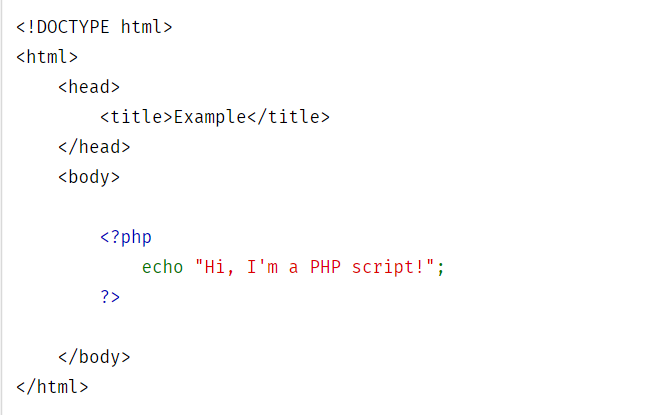 <!DOCTYPE html>
<html>
    <head>
        <title>Example</title>
    </head>
    <body>

        <?php
            echo "Hi, I'm a PHP script!";
        ?>

    </body>
</html>